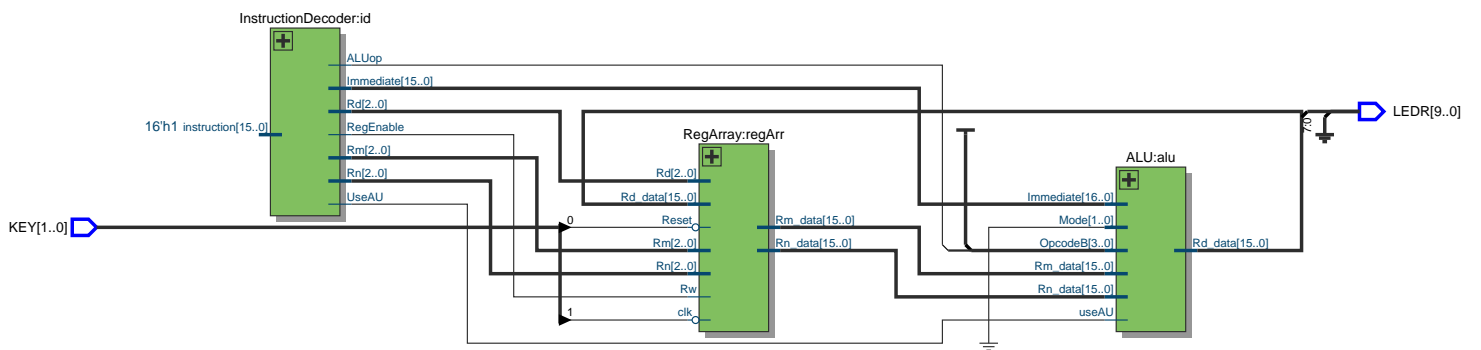 InstructionDecoder:id
ALUop
Immediate[15..0]
Rd[2..0]
16'h1 instruction[15..0]
RegEnable
Rm[2..0]
Rn[2..0]
UseAU
KEY[1..0]
0
1
RegArray:regArr
Rd[2..0]
Rd_data[15..0]
Reset
Rm[2..0]
Rn[2..0]
Rw
clk
Rm_data[15..0]
Rn_data[15..0]
ALU:alu
Immediate[16..0]
Mode[1..0]
OpcodeB[3..0]
Rm_data[15..0]
Rn_data[15..0]
useAU
Rd_data[15..0]
7:0
LEDR[9..0]